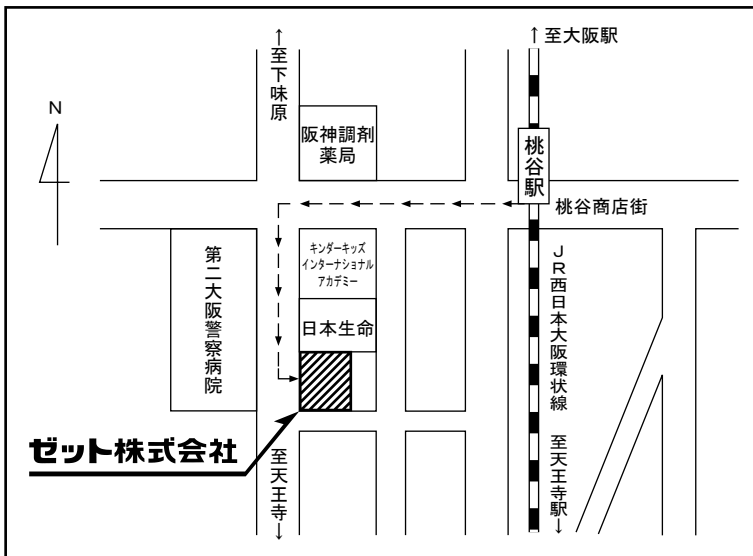 ↑至大阪駅
↑至下味原
N
阪神調剤
薬局
桃谷駅
桃谷商店街
キンダーキッズ
インターナショナル
アカデミー
第二大阪警察病院
日本生命
JR西日本大阪環状線
ゼット株式会社
至天王寺↓
至天王寺駅↓